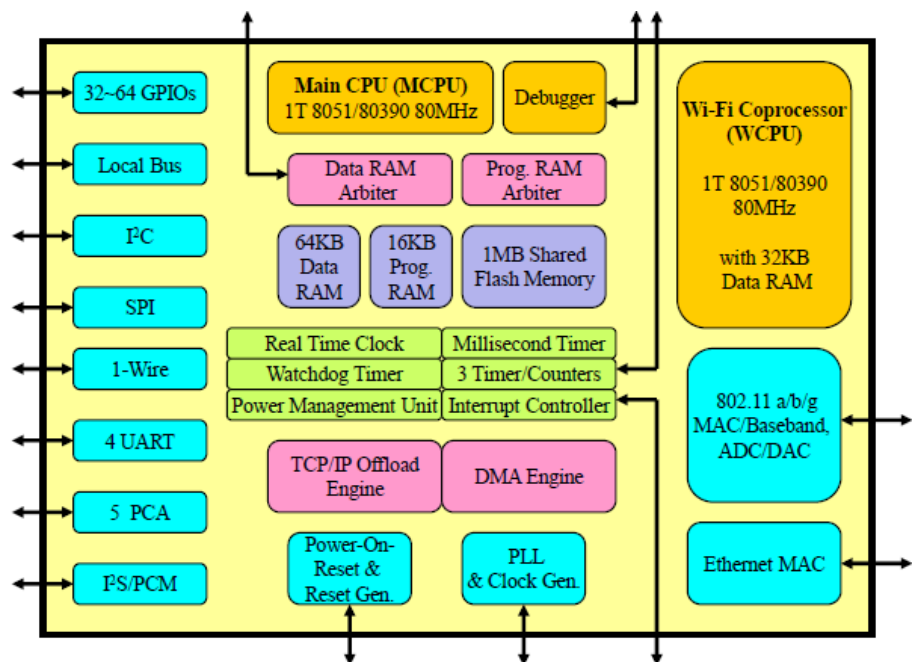 32~64 GPIOs
Local Bus
I²C
SPI
1-Wire
4 UART
5 PCA
I²S/PCM
Main CPU (MCPU)
1T 8051/80390 80MHz
Debugger
Data RAM
Arbiter
Prog. RAM
Arbiter
64KB
Data
RAM
16KB
Prog.
RAM
1MB Shared
Flash Memory
Real Time Clock
Millisecond Timer
Watchdog Timer
3 Timer/Counters
Power Management Unit
Interrupt Controller
TCP/IP Offload
Engine
DMA Engine
Power-On-
Reset &
Reset Gen.
PLL
& Clock Gen.
Wi-Fi Coprocessor
(WCPU)
1T 8051/80390
80MHz
with 32KB
Data RAM
802.11 a/b/g
MAC/Baseband,
ADC/DAC
Ethernet MAC